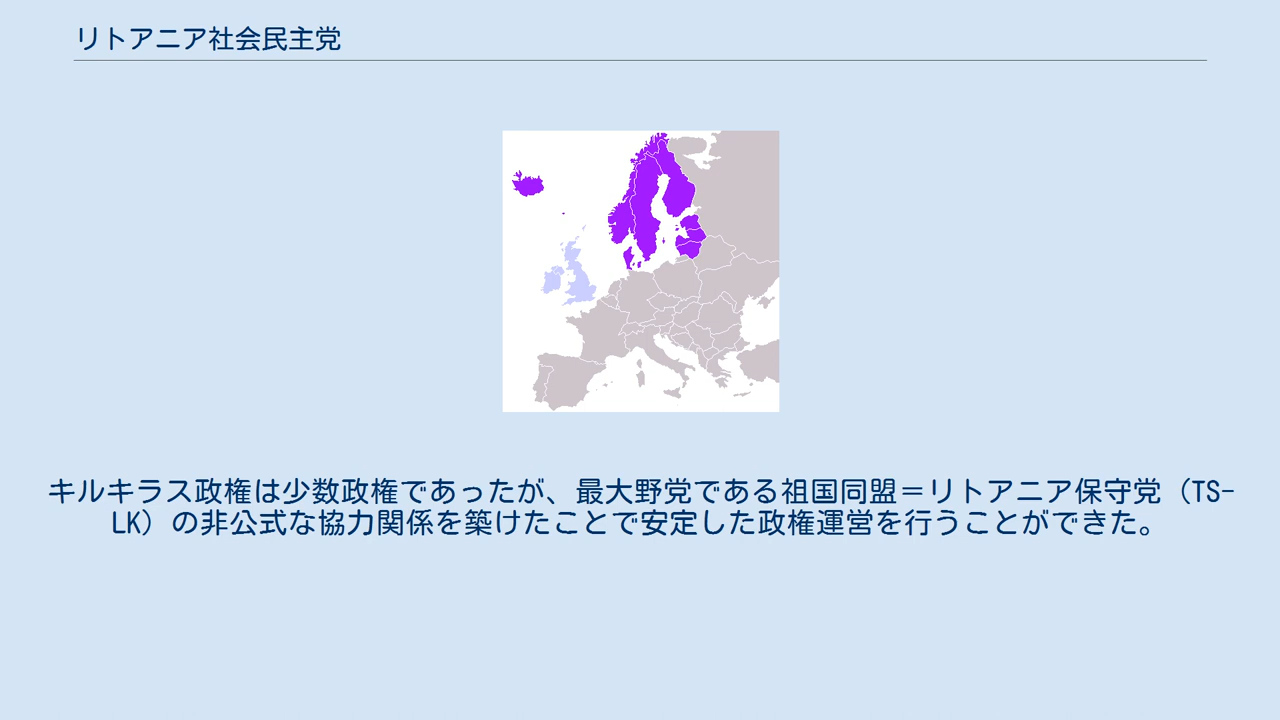 リトアニア社会民主党
キルキラス政権は少数政権であったが、最大野党である祖国同盟＝リトアニア保守党（TS-
LK）の非公式な協力関係を築けたことで安定した政権運営を行うことができた。